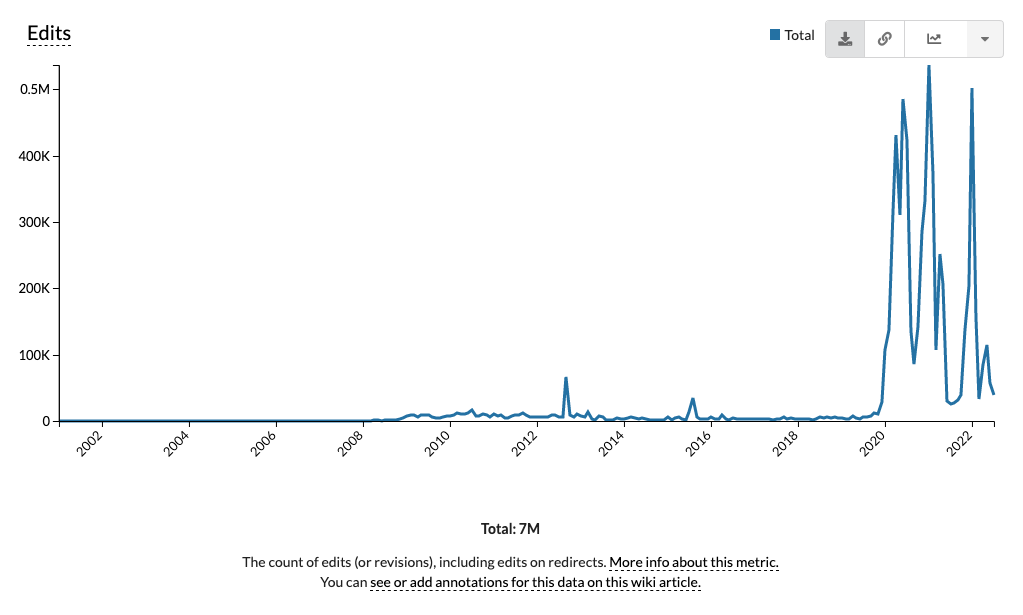 Edits
Total
0.5M
400K
300K
200K
100K
0
2002 2004 2006 2008 2010 2012 2014 2016 2018 2020 2022
Total: 7M
The count of edits (or revisions), including edits on redirects. More info about this metric.
You can see or add annotations for this data on this wiki article.